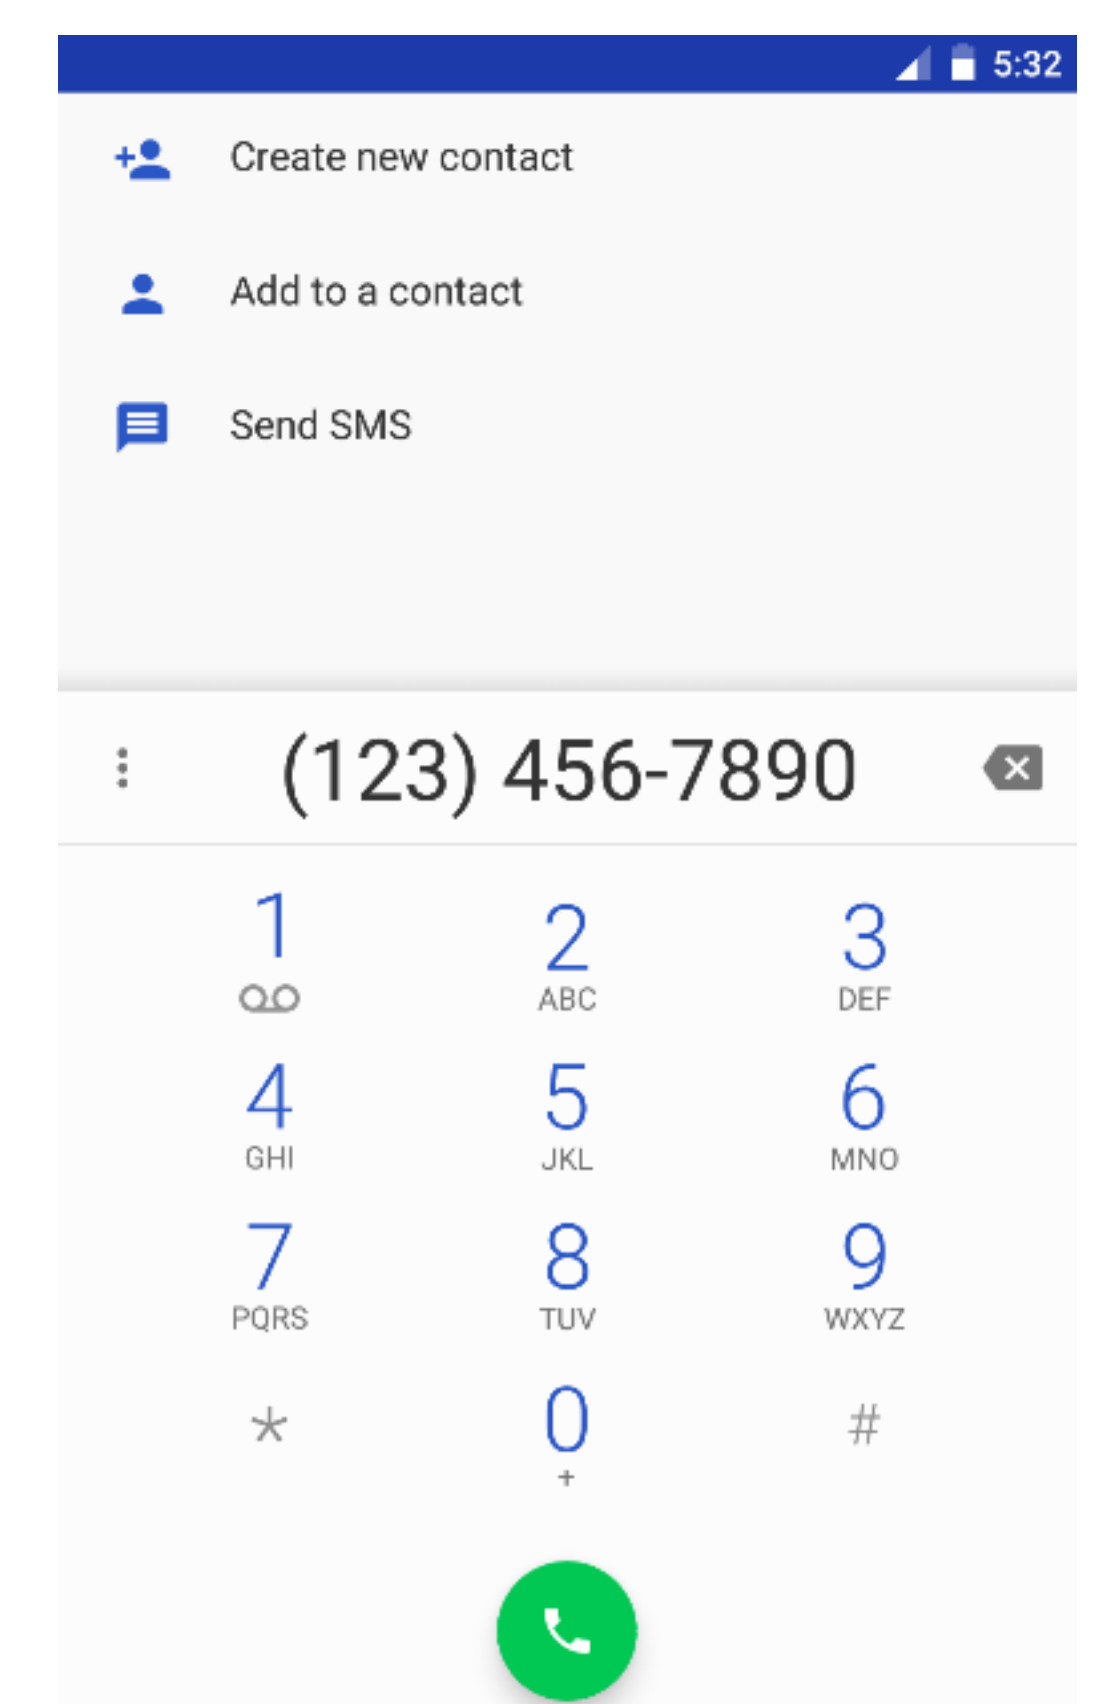 5:32
Create new contact
Add to a contact
Send SMS
(123) 456-7890
1 2 3
ABC DEF
4 5 6
GHI JKL MNO
7 8 9
PQRS TUV WXYZ
* 0 #
+